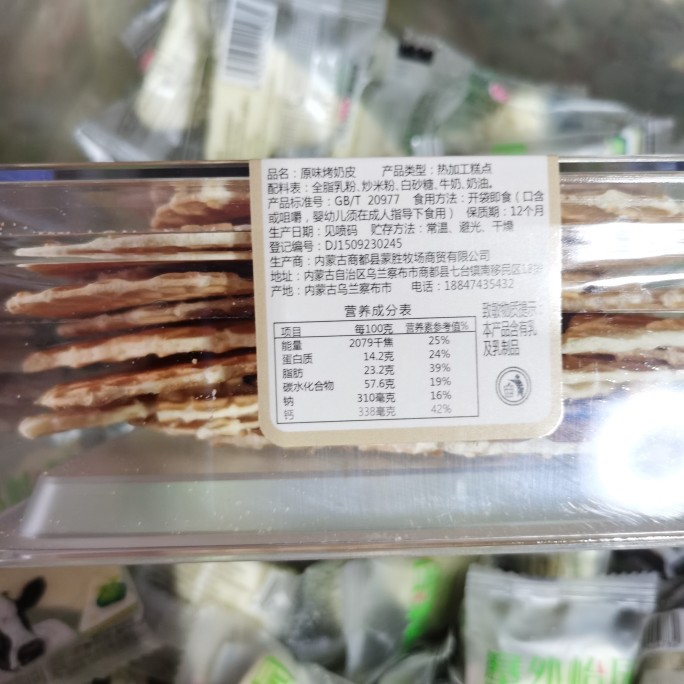 品名：原味烤奶皮 产品类型：热加工糕点
配料表：全脂乳粉、炒米粉、白砂糖、牛奶、奶油。
产品标准号：GB/T 20977 食用方法：开袋即食（口含
或咀嚼，婴幼儿须在成人指导下食用） 保质期：12个月
生产日期：见喷码 贮存方法：常温、避光、干燥
登记编号：DJ1509230245
生产商：内蒙古商都县蒙胜牧场商贸有限公司
地址：内蒙古自治区乌兰察布市商都县七台镇南移民区18号
产地：内蒙古乌兰察布市 电话：18847435432
营养成分表
项目 每100克 营养素参考值%
能量 2079千焦 25%
蛋白质 14.2克 24%
脂肪 23.2克 39%
碳水化合物 57.6克 19%
钠 310毫克 16%
钙 338毫克 42%
致敏物质提示：
本产品含有乳
及乳制品